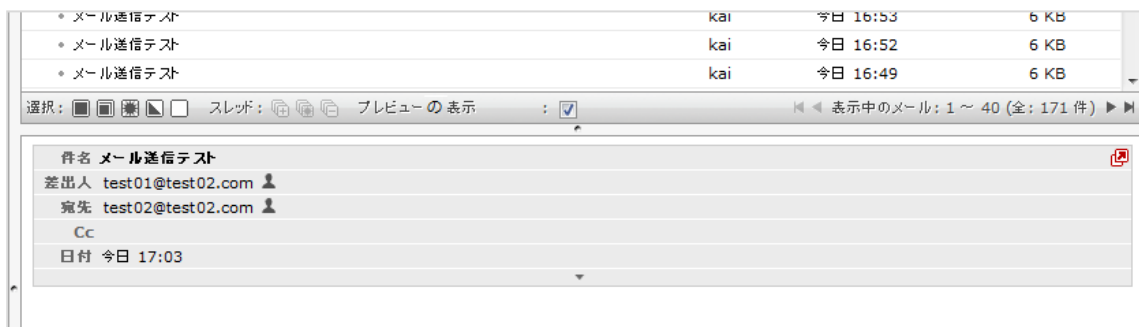 メール送信テスト kai 今日 16:53 6 KB
メール送信テスト kai 今日 16:52 6 KB
メール送信テスト kai 今日 16:49 6 KB
選択: スレッド: プレビューの表示 : 表示中のメール: 1 ～ 40 (全: 171 件)
件名 メール送信テスト
差出人 test01@test02.com
宛先 test02@test02.com
Cc
日付 今日 17:03